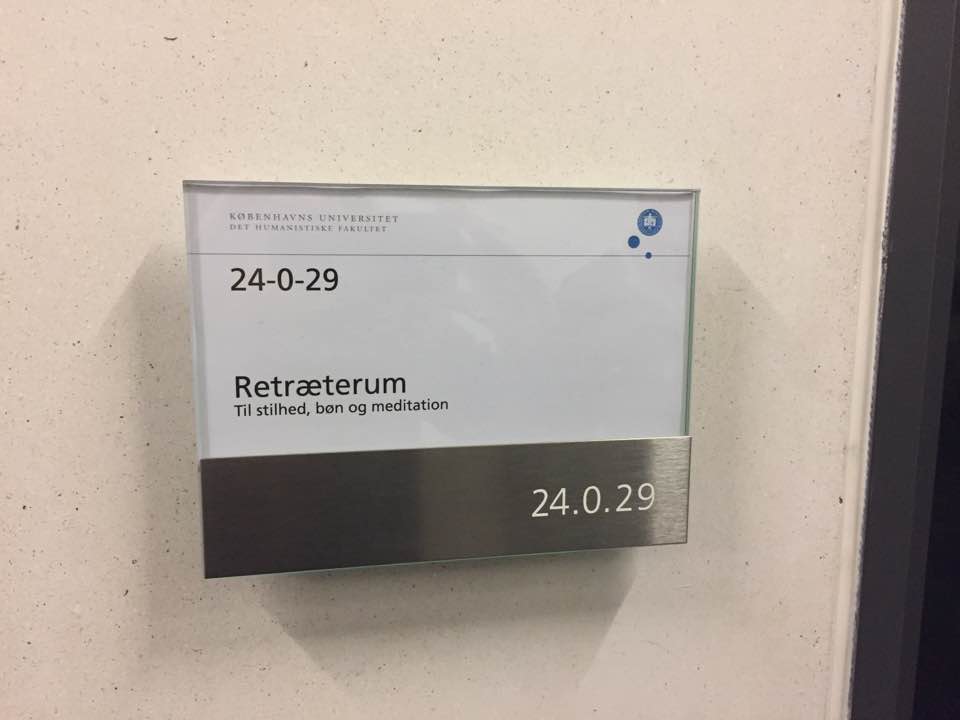 KØBENHAVNS UNIVERSITET
DET HUMANISTISKE FAKULTET
24-0-29
Retræterum
Til stilhed, bøn og meditation
24.0.29